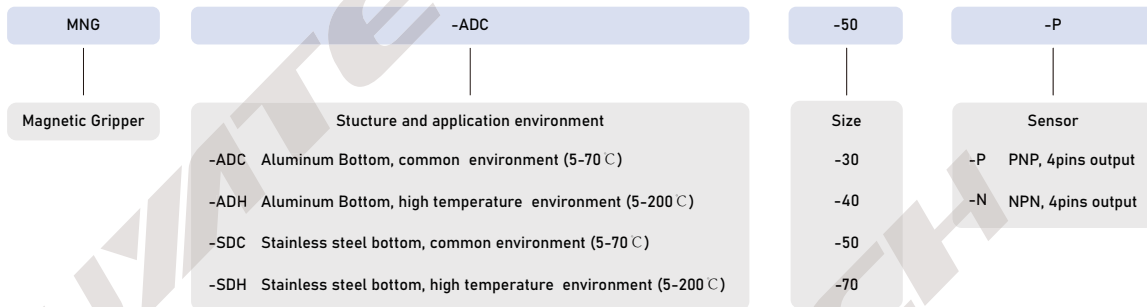 MNG -ADC -50 -P
Magnetic Gripper
Stucture and application environment
-ADC Aluminum Bottom, common environment (5-70℃)
-ADH Aluminum Bottom, high temperature environment (5-200℃)
-SDC Stainless steel bottom, common environment (5-70℃)
-SDH Stainless steel bottom, high temperature environment (5-200℃)
Size
-30
-40
-50
-70
Sensor
-P PNP, 4pins output
-N NPN, 4pins output